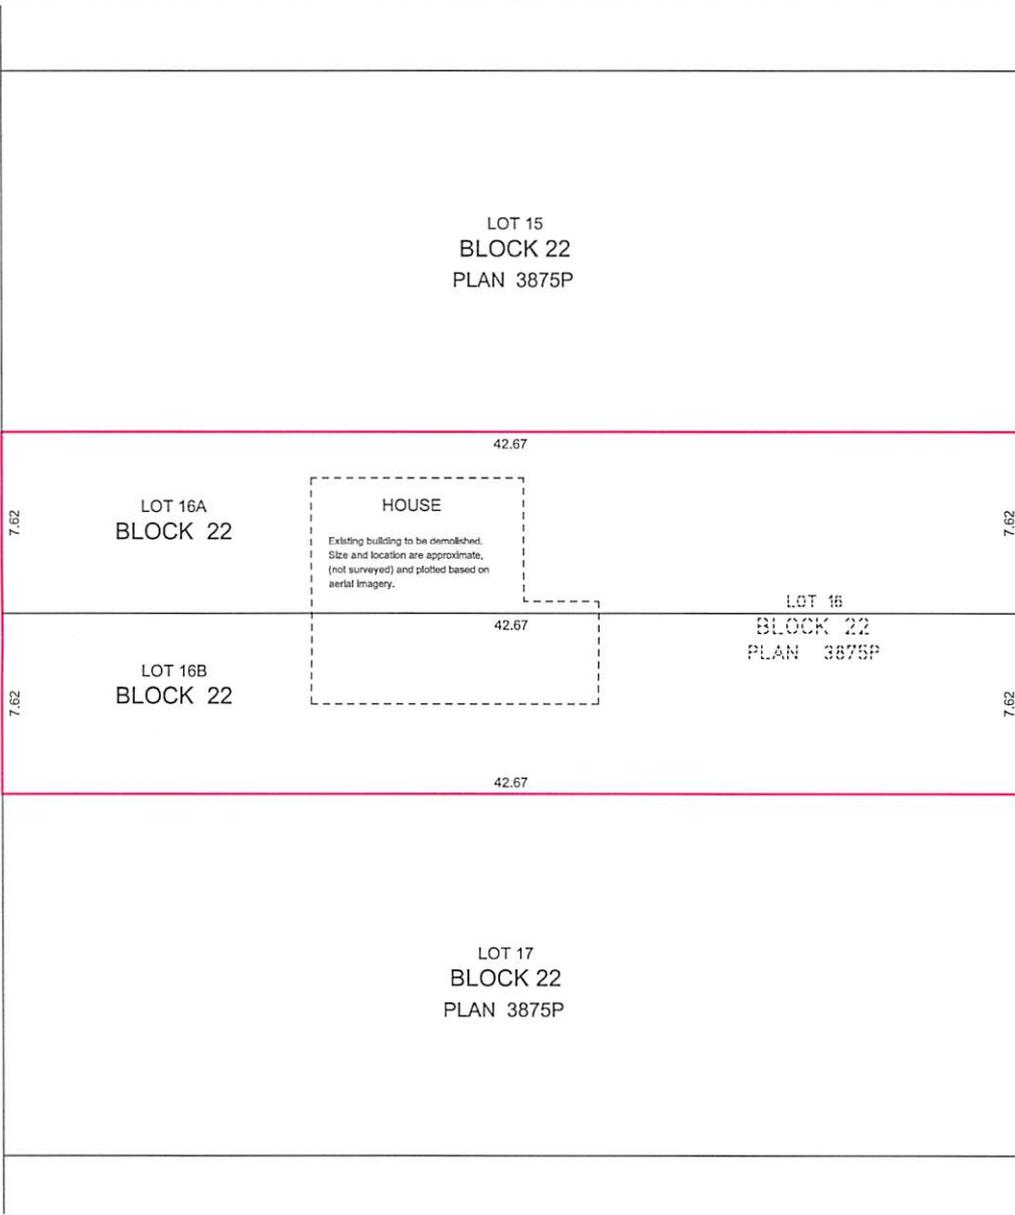 LOT 15
BLOCK 22
PLAN 3875P
42.67
LOT 16A
BLOCK 22
7.62
HOUSE
Existing building to be demolished.
Size and location are approximate,
(not surveyed) and plotted based on
aerial imagery.
7.62
42.67
LOT 16
BLOCK 22
PLAN 3875P
LOT 16B
BLOCK 22
7.62
7.62
42.67
LOT 17
BLOCK 22
PLAN 3875P